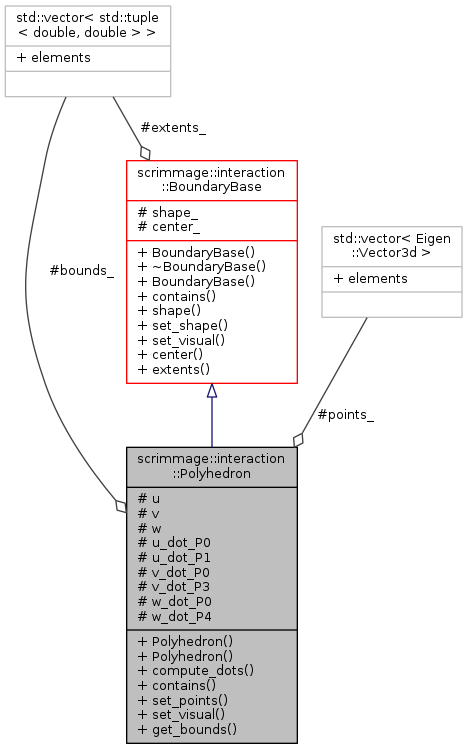 std::vector< std::tuple
< double, double > >
+ elements
#extents_
scrimmage::interaction
::BoundaryBase
# shape_
# center_
+ BoundaryBase()
+ ~BoundaryBase()
+ BoundaryBase()
+ contains()
+ shape()
+ set_shape()
+ set_visual()
+ center()
+ extents()
std::vector< Eigen
::Vector3d >
+ elements
#bounds_
#points_
scrimmage::interaction
::Polyhedron
# u
# v
# w
# u_dot_P0
# u_dot_P1
# v_dot_P0
# v_dot_P3
# w_dot_P0
# w_dot_P4
+ Polyhedron()
+ Polyhedron()
+ compute_dots()
+ contains()
+ set_points()
+ set_visual()
+ get_bounds()